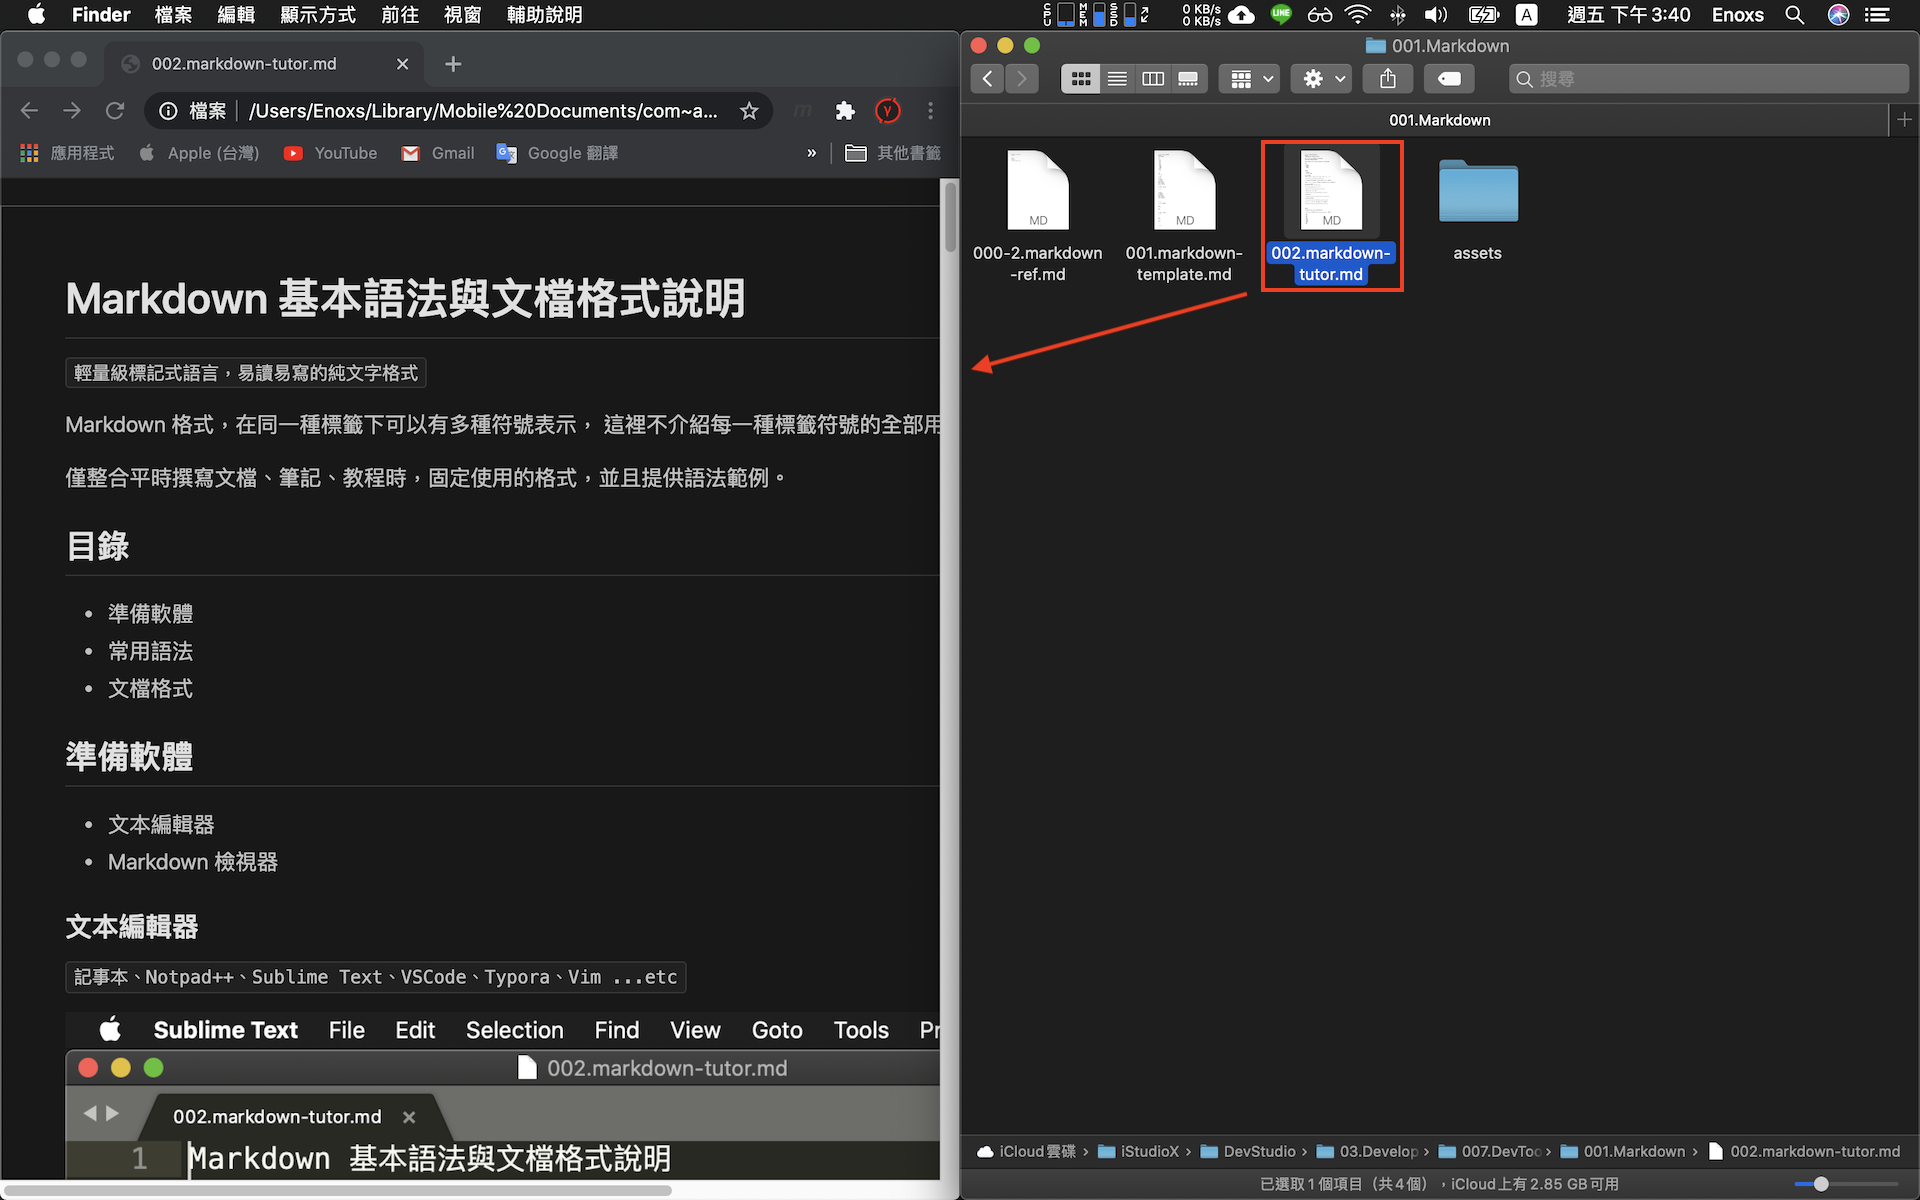 Finder 檔案 編輯 顯示方式 前往 視窗 輔助說明
CPU MEM SSD 0 KB/s 0 KB/s LINE A 週五 下午 3:40 Enoxs
002.markdown-tutor.md
檔案 /Users/Enoxs/Library/Mobile%20Documents/com~a...
應用程式 Apple (台灣) YouTube Gmail Google 翻譯 » 其他書籤
Markdown 基本語法與文檔格式說明
輕量級標記式語言，易讀易寫的純文字格式
Markdown 格式，在同一種標籤下可以有多種符號表示， 這裡不介紹每一種標籤符號的全部用
僅整合平時撰寫文檔、筆記、教程時，固定使用的格式，並且提供語法範例。
目錄
• 準備軟體
• 常用語法
• 文檔格式
準備軟體
• 文本編輯器
• Markdown 檢視器
文本編輯器
記事本、Notpad++、Sublime Text、VSCode、Typora、Vim ...etc
Sublime Text File Edit Selection Find View Goto Tools Pr
002.markdown-tutor.md
002.markdown-tutor.md
1 Markdown 基本語法與文檔格式說明
001.Markdown
搜尋
001.Markdown
MD
000-2.markdown
-ref.md
MD
001.markdown-
template.md
MD
002.markdown-
tutor.md
assets
iCloud 雲碟 › iStudioX › DevStudio › 03.Develop › 007.DevToo › 001.Markdown › 002.markdown-tutor.md
已選取 1 個項目（共 4 個），iCloud 上有 2.85 GB 可用